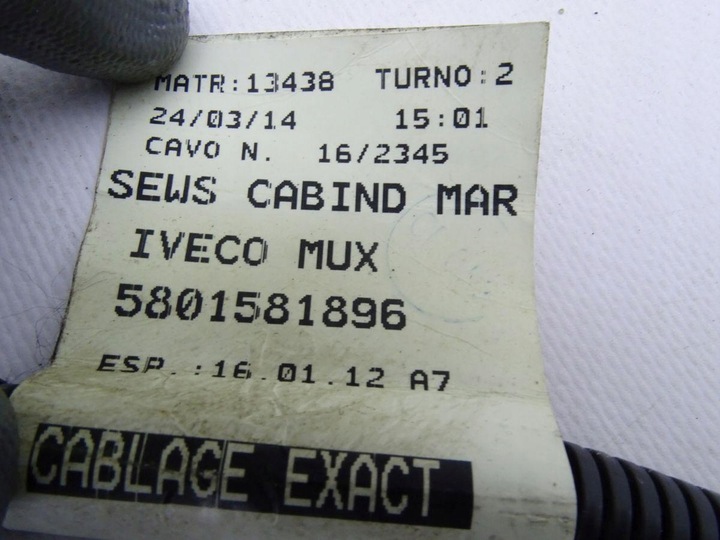 MATR:13438 TURNO:2
24/03/14 15:01
CAVO N. 16/2345
SEWS CABIND MAR
IVECO MUX
5801581896
ESP.:16.01.12 A7
CABLAGE EXACT